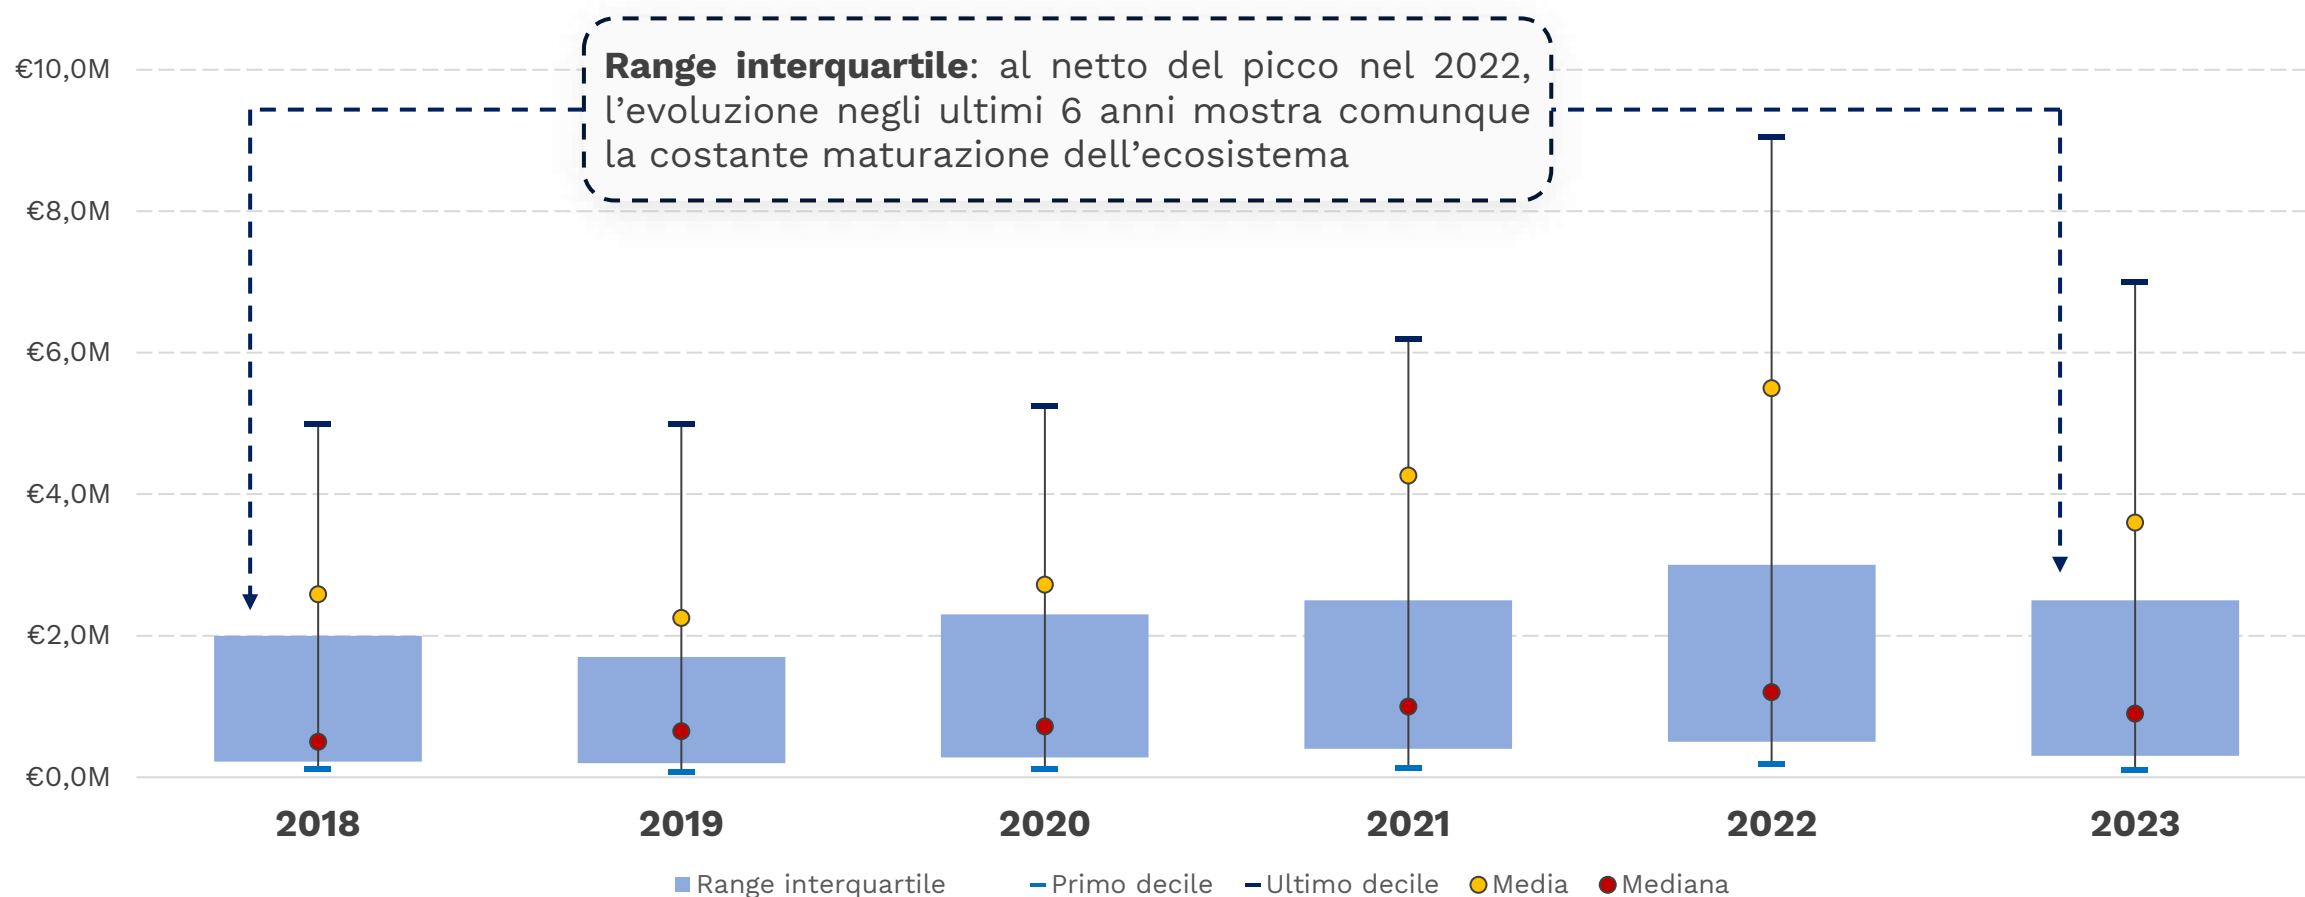 Range interquartile: al netto del picco nel 2022,
l’evoluzione negli ultimi 6 anni mostra comunque
la costante maturazione dell’ecosistema
€10,0M
€8,0M
€6,0M
€4,0M
€2,0M
€0,0M
2018 2019 2020 2021 2022 2023
Range interquartile Primo decile Ultimo decile Media Mediana